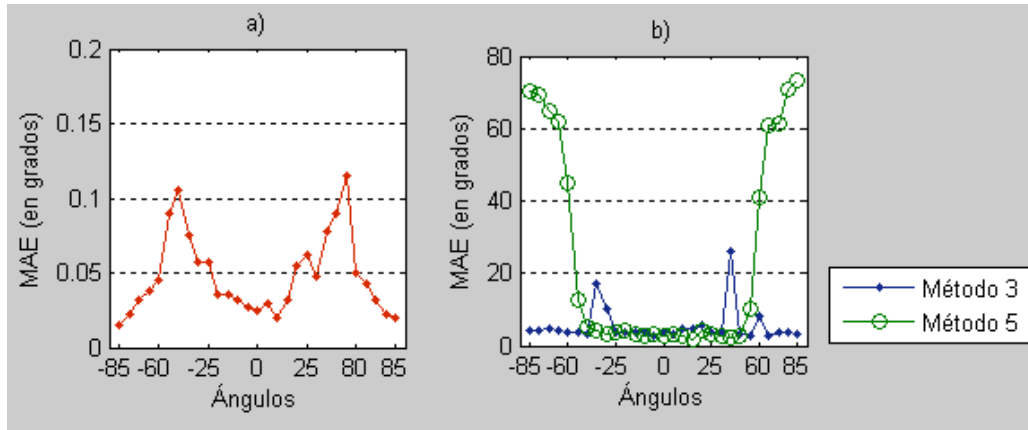 a)
0.2
0.15
0.1
0.05
0
MAE (en grados)
-85 -60 -25 0 25 80 85
Ángulos
b)
80
60
40
20
0
MAE (en grados)
-85 -60 -25 0 25 60 85
Ángulos
Método 3
Método 5